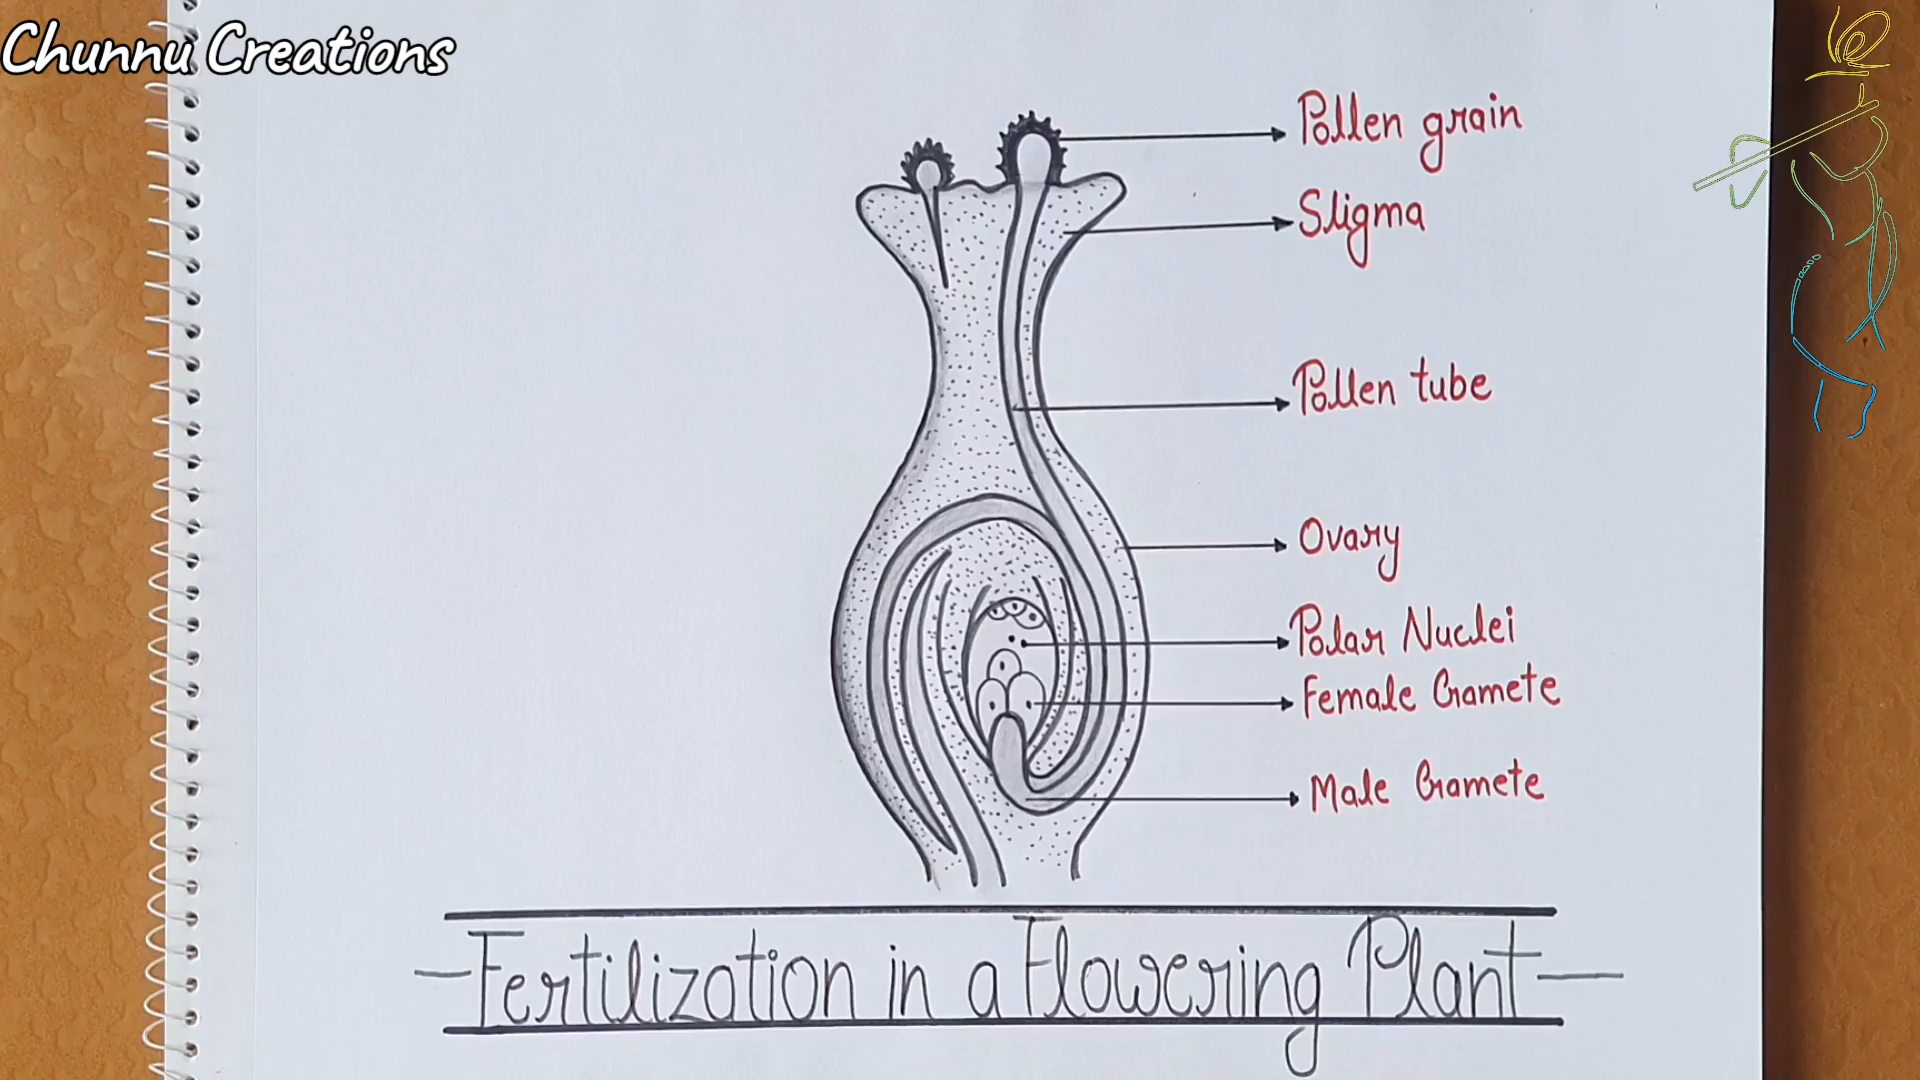 Chunnu Creations
Pollen grain
Stigma
Pollen tube
Ovary
Polar Nuclei
Female Gamete
Male Gamete
Fertilization in a Flowering Plant